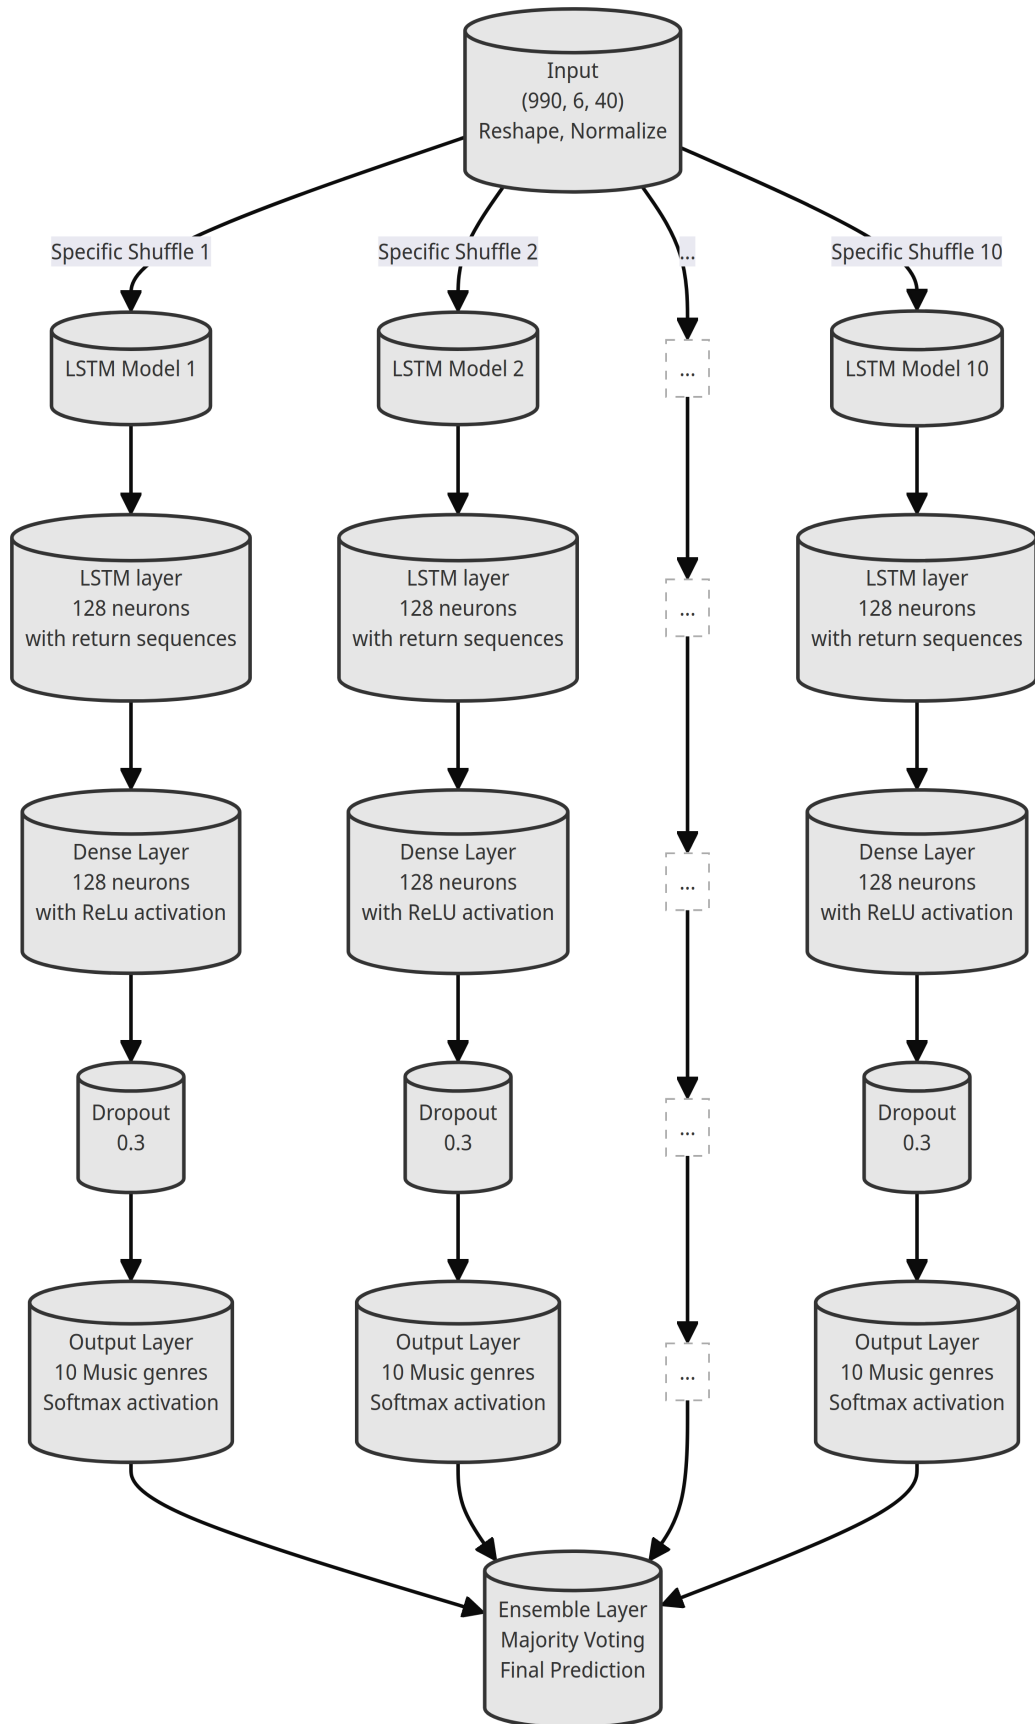 Input
(990, 6, 40)
Reshape, Normalize
Specific Shuffle 1
Specific Shuffle 2
...
Specific Shuffle 10
LSTM Model 1
LSTM Model 2
...
LSTM Model 10
LSTM layer
128 neurons
with return sequences
LSTM layer
128 neurons
with return sequences
...
LSTM layer
128 neurons
with return sequences
Dense Layer
128 neurons
with ReLu activation
Dense Layer
128 neurons
with ReLU activation
...
Dense Layer
128 neurons
with ReLU activation
Dropout
0.3
Dropout
0.3
...
Dropout
0.3
Output Layer
10 Music genres
Softmax activation
Output Layer
10 Music genres
Softmax activation
...
Output Layer
10 Music genres
Softmax activation
Ensemble Layer
Majority Voting
Final Prediction